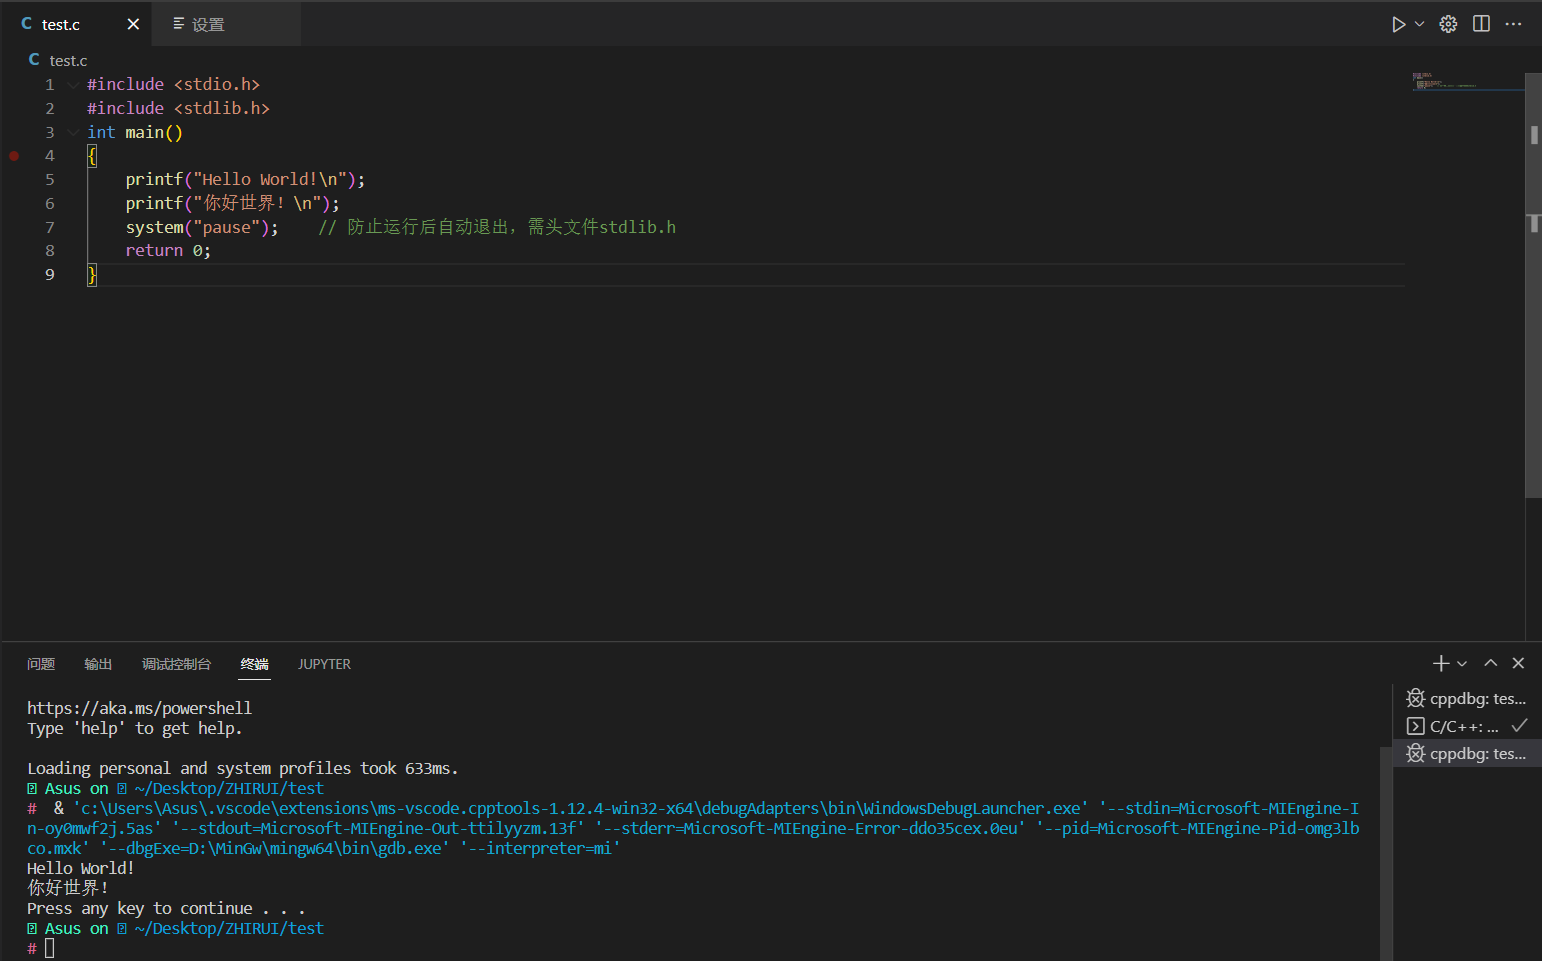 test.c
设置
test.c
1 #include <stdio.h>
2 #include <stdlib.h>
3 int main()
4 {
5 printf("Hello World!\n");
6 printf("你好世界! \n");
7 system("pause"); // 防止运行后自动退出，需头文件stdlib.h
8 return 0;
9 }
问题 输出 调试控制台 终端 JUPYTER
https://aka.ms/powershell
Type 'help' to get help.
Loading personal and system profiles took 633ms.
Asus on ~/Desktop/ZHIRUI/test
# & 'c:\Users\Asus\.vscode\extensions\ms-vscode.cpptools-1.12.4-win32-x64\debugAdapters\bin\WindowsDebugLauncher.exe' '--stdin=Microsoft-MIEngine-I
n-oy0mwf2j.5as' '--stdout=Microsoft-MIEngine-Out-ttilyyzm.13f' '--stderr=Microsoft-MIEngine-Error-ddo35cex.0eu' '--pid=Microsoft-MIEngine-Pid-omg3lb
co.mxk' '--dbgExe=D:\MinGw\mingw64\bin\gdb.exe' '--interpreter=mi'
Hello World!
你好世界!
Press any key to continue . . .
Asus on ~/Desktop/ZHIRUI/test
#
cppdbg: tes...
C/C++: ...
cppdbg: tes...